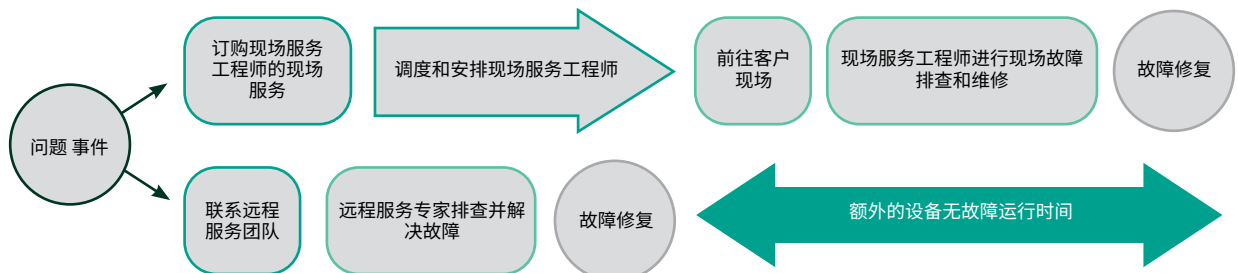 问题 事件
订购现场服务
工程师的现场
服务
调度和安排现场服务工程师
前往客户
现场
现场服务工程师进行现场故障
排查和维修
故障修复
联系远程
服务团队
远程服务专家排查并解
决故障
故障修复
额外的设备无故障运行时间